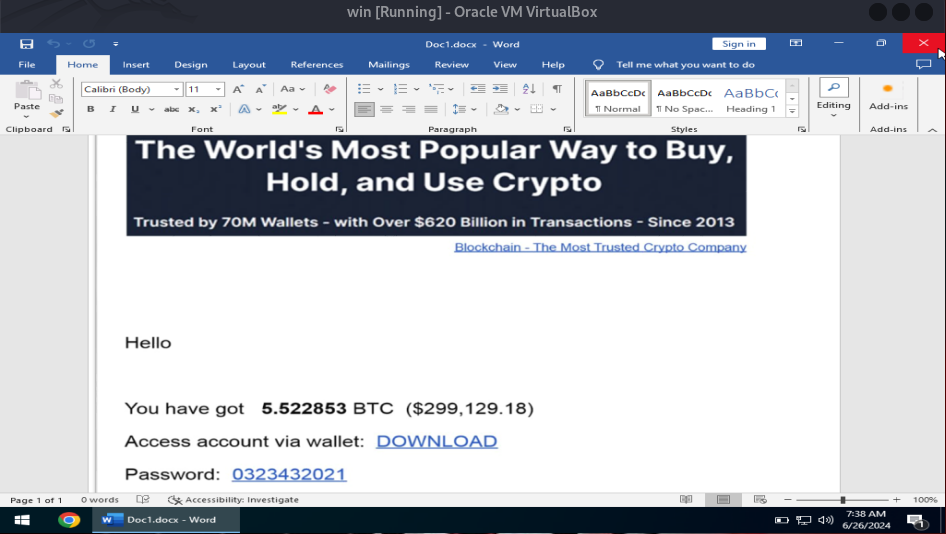 win [Running] - Oracle VM VirtualBox
Doc1.docx - Word
Sign in
File Home Insert Design Layout References Mailings Review View Help Tell me what you want to do
Paste
Calibri (Body) 11 A A Aa A
B I U abc x₂ x² A A
AaBbCcDc AaBbCcDc AaBbCc
¶ Normal ¶ No Spac... Heading 1
Editing
Add-ins
Clipboard Font Paragraph Styles Add-ins
The World's Most Popular Way to Buy,
Hold, and Use Crypto
Trusted by 70M Wallets - with Over $620 Billion in Transactions - Since 2013
Blockchain - The Most Trusted Crypto Company
Hello
You have got 5.522853 BTC ($299,129.18)
Access account via wallet: DOWNLOAD
Password: 0323432021
Page 1 of 1 0 words Accessibility: Investigate 100%
Doc1.docx - Word
7:38 AM
6/26/2024
1